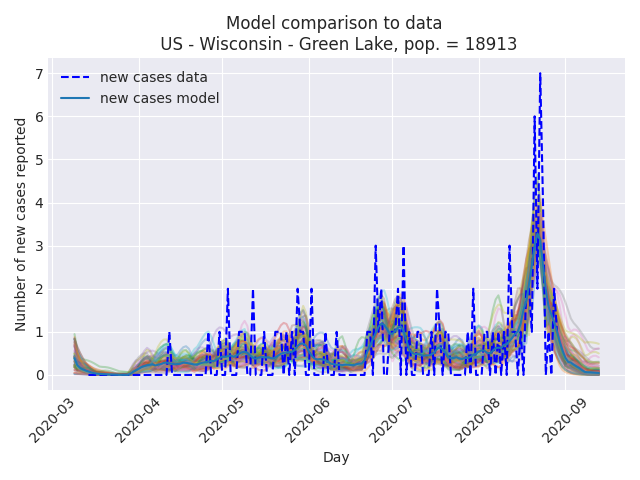 Model comparison to data
US - Wisconsin - Green Lake, pop. = 18913
new cases data
new cases model
Number of new cases reported
7
6
5
4
3
2
1
0
2020-03
2020-04
2020-05
2020-06
2020-07
2020-08
2020-09
Day